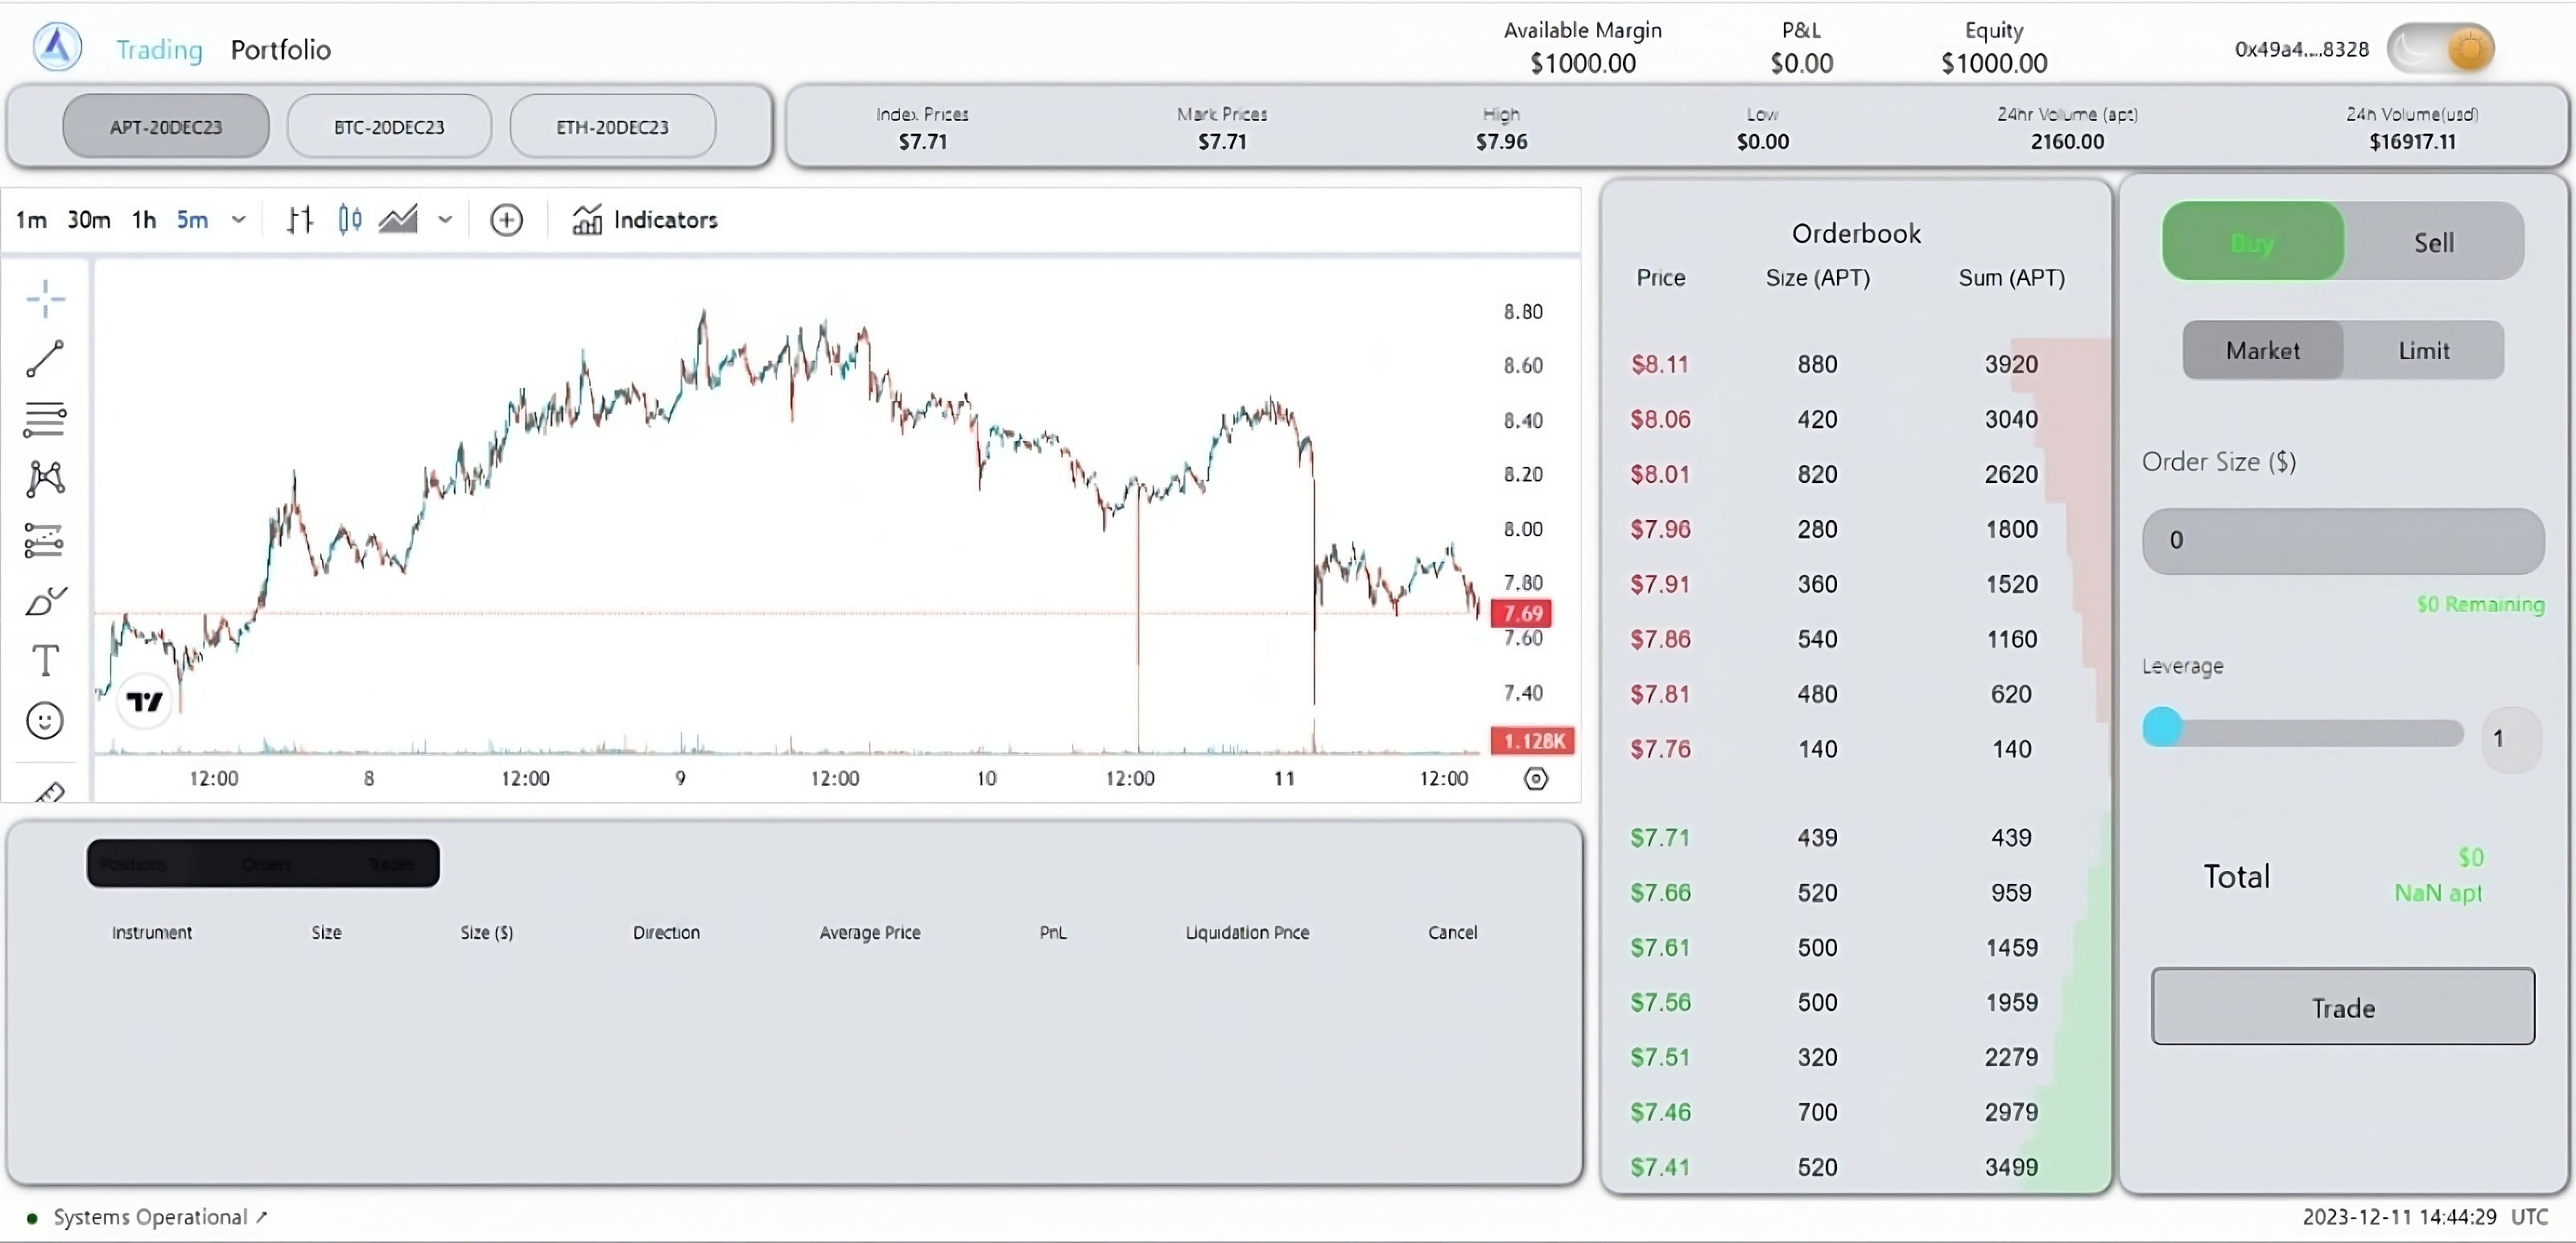 Trading Portfolio
Available Margin P&L Equity
$1000.00 $0.00 $1000.00
0x49a4...8328
APT-20DEC23 BTC-20DEC23 ETH-20DEC23
Index Prices Mark Prices High Low 24hr Volume (apt) 24h Volume(usd)
$7.71 $7.71 $7.96 $0.00 2160.00 $16917.11
1m 30m 1h 5m Indicators
8.80
8.60
8.40
8.20
8.00
7.80
7.69
7.60
7.40
1.128K
12:00 8 12:00 9 12:00 10 12:00 11 12:00
Positions Orders Trades
Instrument Size Size ($) Direction Average Price PnL Liquidation Price Cancel
Orderbook
Price Size (APT) Sum (APT)
$8.11 880 3920
$8.06 420 3040
$8.01 820 2620
$7.96 280 1800
$7.91 360 1520
$7.86 540 1160
$7.81 480 620
$7.76 140 140
$7.71 439 439
$7.66 520 959
$7.61 500 1459
$7.56 500 1959
$7.51 320 2279
$7.46 700 2979
$7.41 520 3499
Buy Sell
Market Limit
Order Size ($)
0
$0 Remaining
Leverage
1
Total
$0
NaN apt
Trade
Systems Operational
2023-12-11 14:44:29 UTC